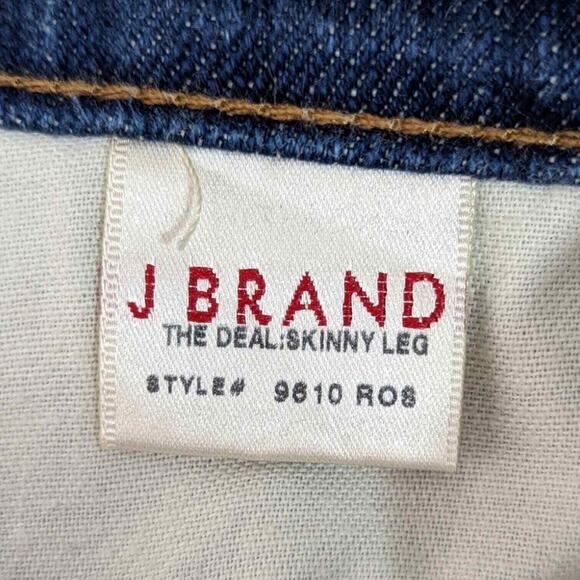 J BRAND
THE DEAL:SKINNY LEG
STYLE# 9610 ROS